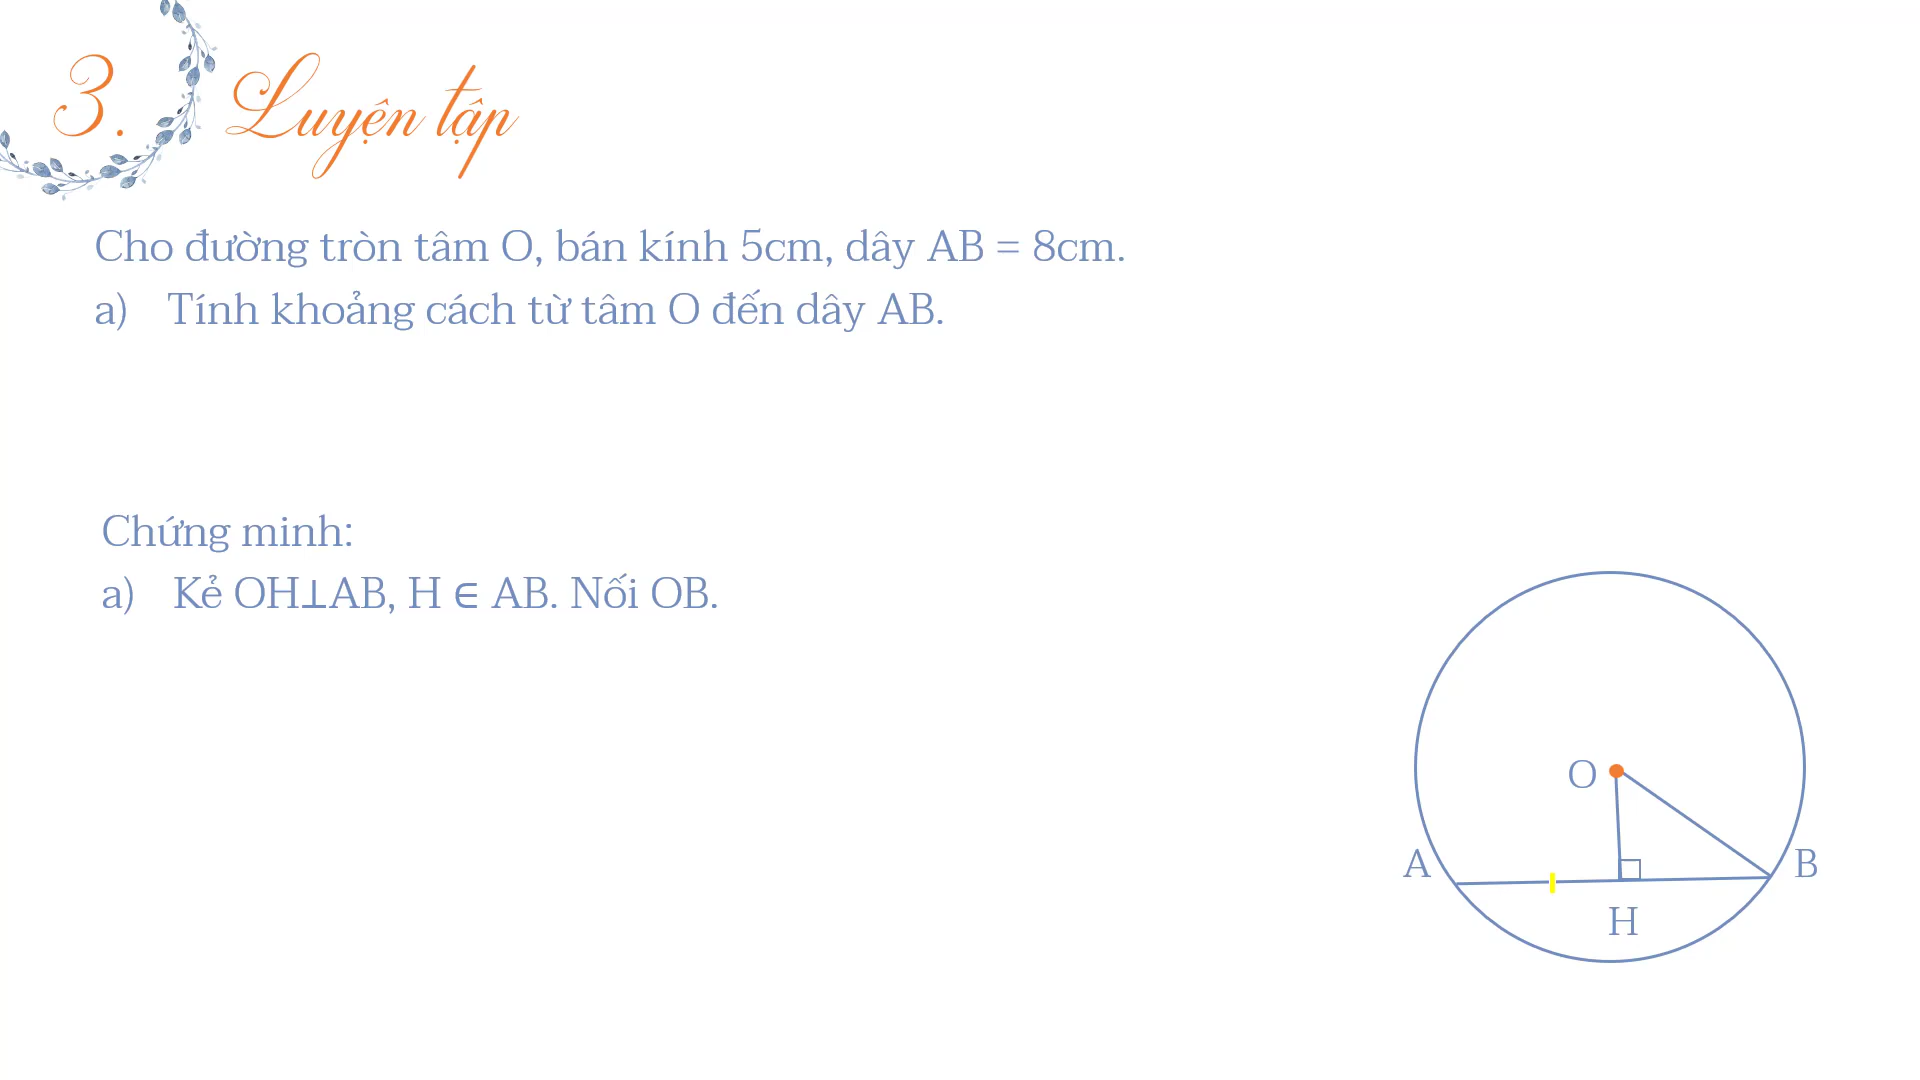 3. Luyện tập
Cho đường tròn tâm O, bán kính 5cm, dây AB = 8cm.
a) Tính khoảng cách từ tâm O đến dây AB.
Chứng minh:
a) Kẻ OH⊥AB, H ∈ AB. Nối OB.
O
A
B
H